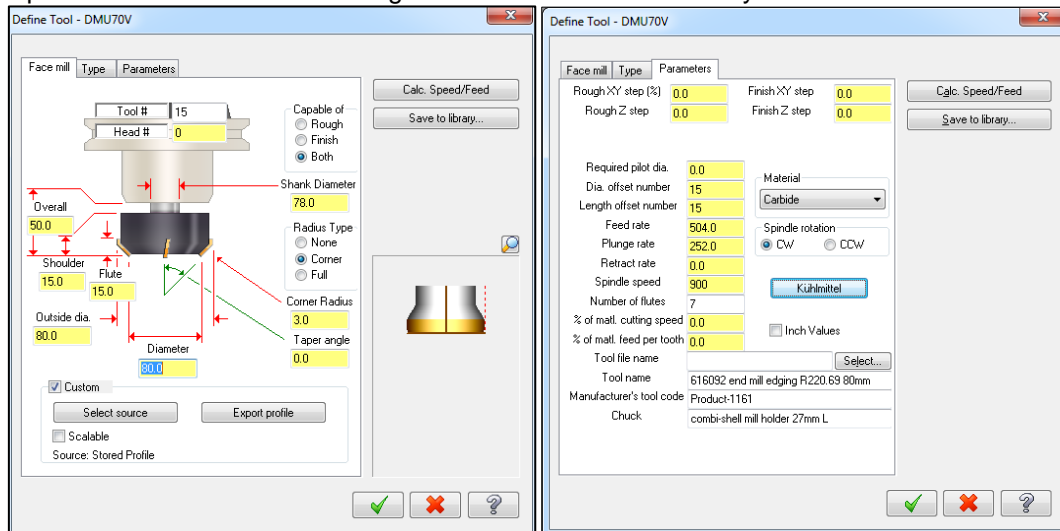 Define Tool - DMU70V
Face mill Type Parameters
Tool # 15
Head # 0
Capable of
Rough
Finish
Both
Calc. Speed/Feed
Save to library...
Shank Diameter
78.0
Overall
50.0
Radius Type
None
Corner
Full
Shoulder
15.0
Flute
15.0
Corner Radius
3.0
Outside dia.
80.0
Taper angle
0.0
Diameter
80.0
Custom
Select source Export profile
Scalable
Source: Stored Profile
Define Tool - DMU70V
Face mill Type Parameters
Rough XY step (%) 0.0 Finish XY step 0.0
Rough Z step 0.0 Finish Z step 0.0
Calc. Speed/Feed
Save to library...
Required pilot dia. 0.0
Dia. offset number 15
Length offset number 15
Feed rate 504.0
Plunge rate 252.0
Retract rate 0.0
Spindle speed 900
Number of flutes 7
% of matl. cutting speed 0.0
% of matl. feed per tooth 0.0
Material
Carbide
Spindle rotation
CW CCW
Kühlmittel
Inch Values
Tool file name Select...
Tool name 616092 end mill edging R220.69 80mm
Manufacturer's tool code Product-1161
Chuck combi-shell mill holder 27mm L